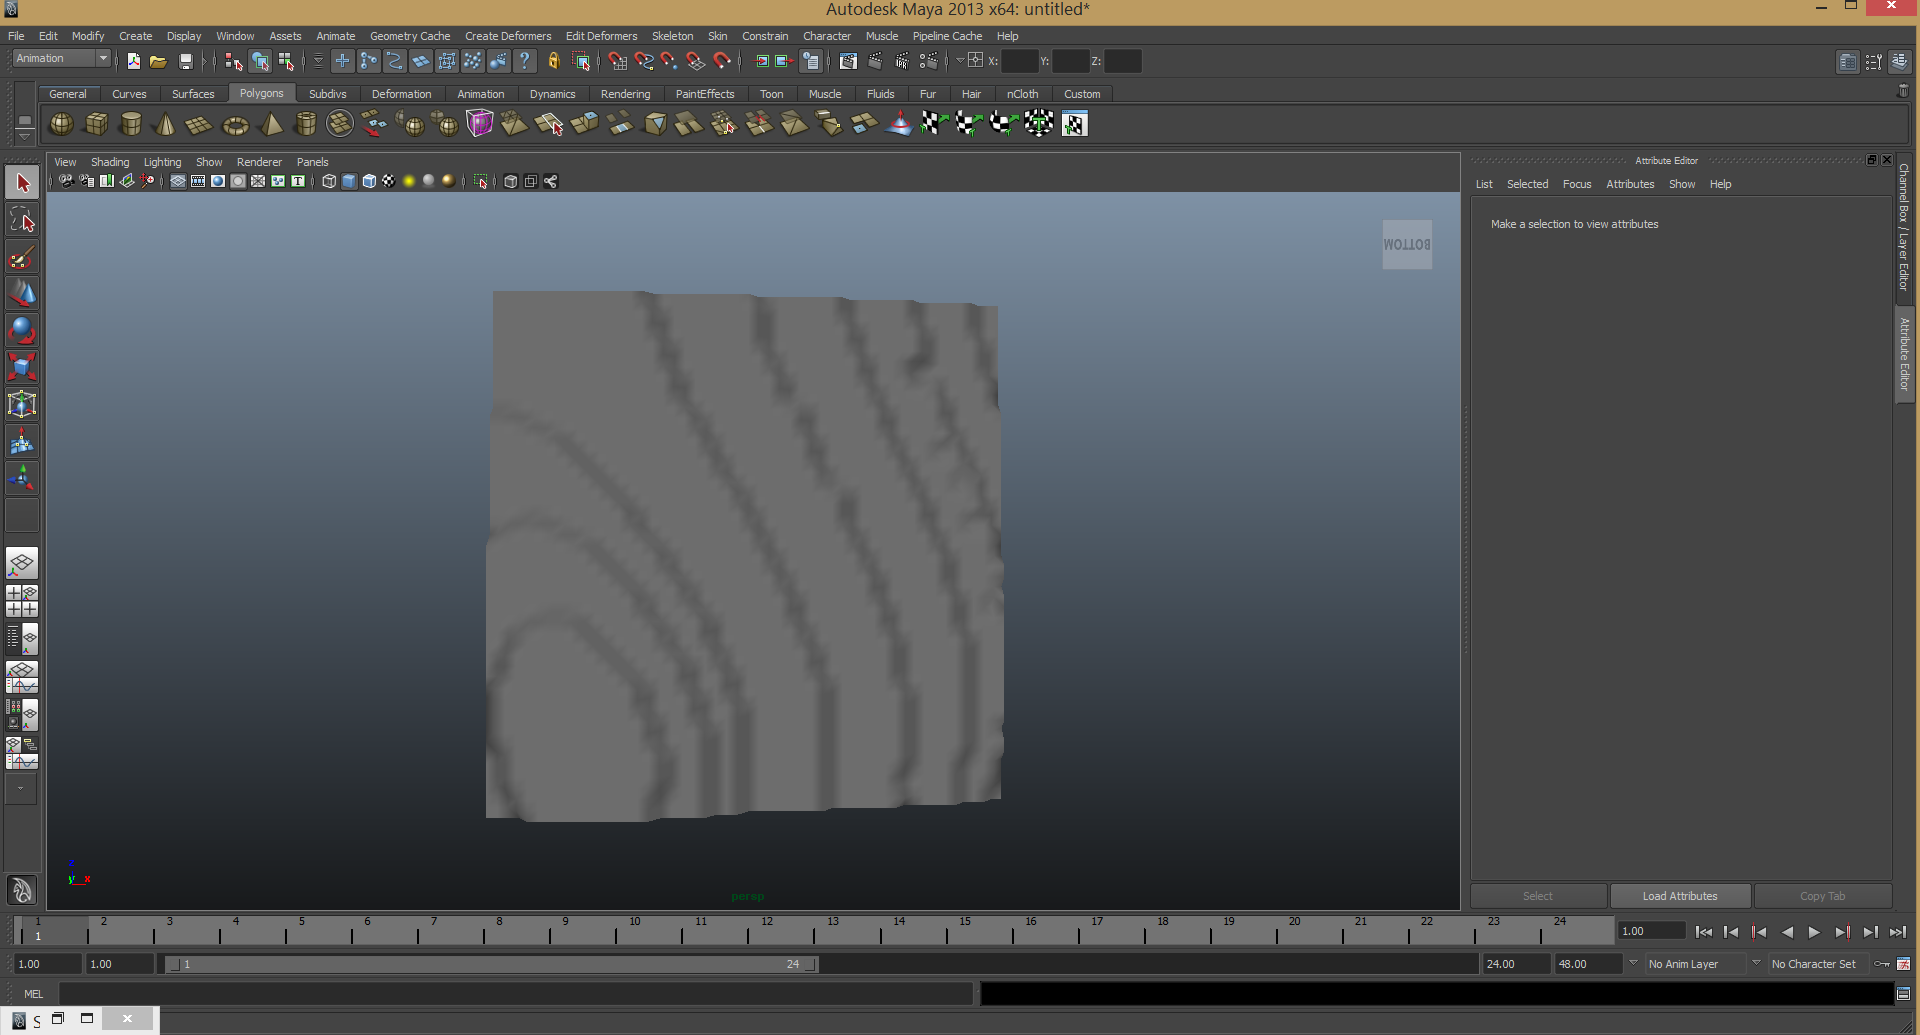 Autodesk Maya 2013 x64: untitled*
File Edit Modify Create Display Window Assets Animate Geometry Cache Create Deformers Edit Deformers Skeleton Skin Constrain Character Muscle Pipeline Cache Help
Animation X: Y: Z:
General Curves Surfaces Polygons Subdivs Deformation Animation Dynamics Rendering PaintEffects Toon Muscle Fluids Fur Hair nCloth Custom
View Shading Lighting Show Renderer Panels
Attribute Editor
List Selected Focus Attributes Show Help
Make a selection to view attributes
Channel Box / Layer Editor
Attribute Editor
BOTTOM
z
y x
persp
Select Load Attributes Copy Tab
1 2 3 4 5 6 7 8 9 10 11 12 13 14 15 16 17 18 19 20 21 22 23 24
1
1.00
1.00 1.00 1 24 24.00 48.00 No Anim Layer No Character Set
MEL
S